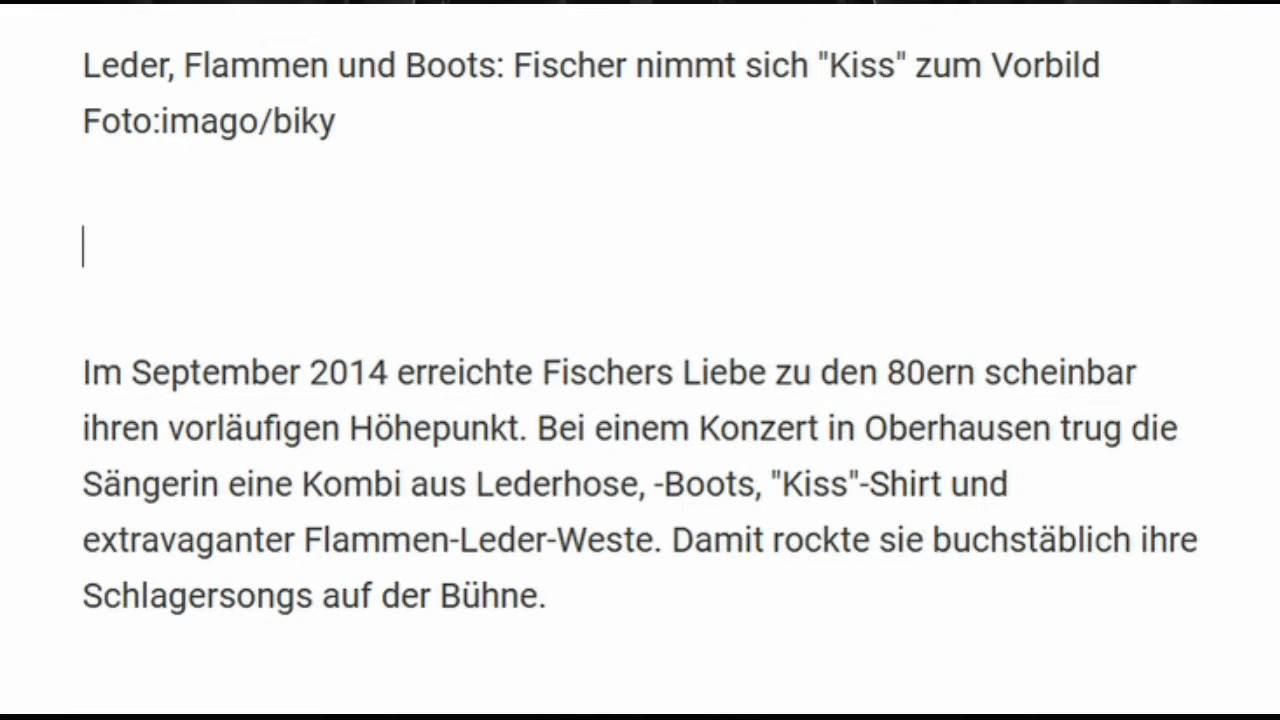 Leder, Flammen und Boots: Fischer nimmt sich "Kiss" zum Vorbild
Foto:imago/biky
Im September 2014 erreichte Fischers Liebe zu den 80ern scheinbar
ihren vorläufigen Höhepunkt. Bei einem Konzert in Oberhausen trug die
Sängerin eine Kombi aus Lederhose, -Boots, "Kiss"-Shirt und
extravaganter Flammen-Leder-Weste. Damit rockte sie buchstäblich ihre
Schlagersongs auf der Bühne.